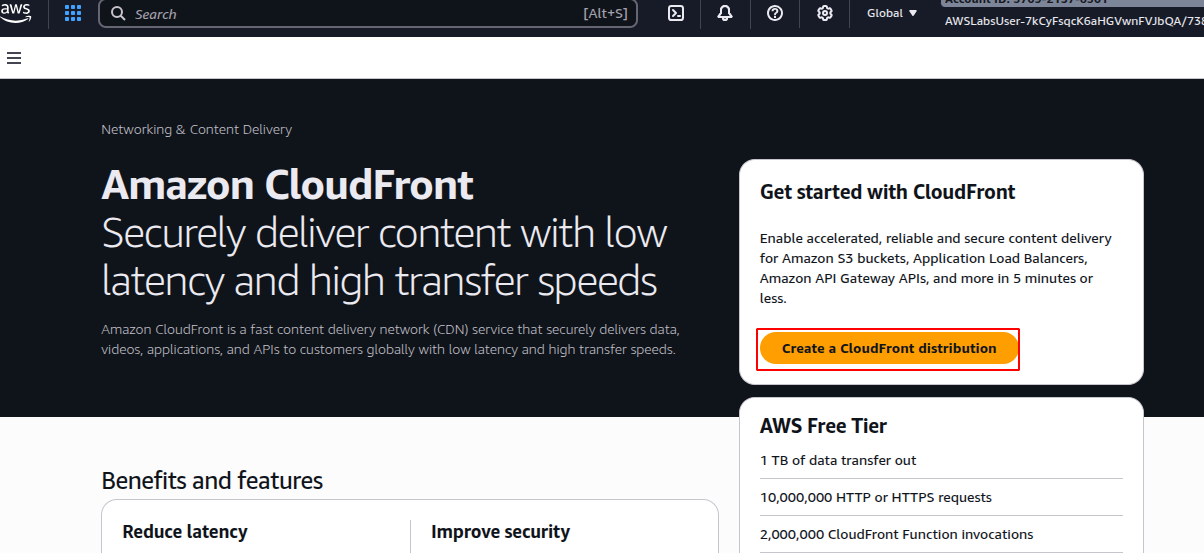 aws
Search
[Alt+S]
Global
AWSLabsUser-7kCyFsqcK6aHGVwnFVJbQA/738
Networking & Content Delivery
Amazon CloudFront
Securely deliver content with low
latency and high transfer speeds
Amazon CloudFront is a fast content delivery network (CDN) service that securely delivers data,
videos, applications, and APIs to customers globally with low latency and high transfer speeds.
Get started with CloudFront
Enable accelerated, reliable and secure content delivery
for Amazon S3 buckets, Application Load Balancers,
Amazon API Gateway APIs, and more in 5 minutes or
less.
Create a CloudFront distribution
AWS Free Tier
1 TB of data transfer out
10,000,000 HTTP or HTTPS requests
2,000,000 CloudFront Function invocations
Benefits and features
Reduce latency
Improve security